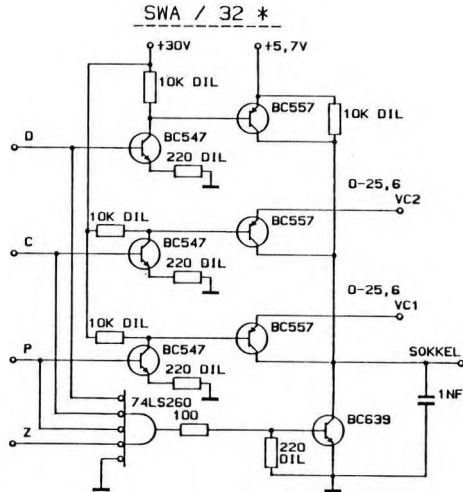 SWA / 32 *
+30V
+5,7V
10K DIL
BC557
10K DIL
D
BC547
220 DIL
0-25,6
VC2
10K DIL
BC557
C
BC547
220 DIL
0-25,6
VC1
10K DIL
BC557
SOKKEL
P
BC547
220 DIL
1NF
74LS260
100
BC639
Z
220
DIL